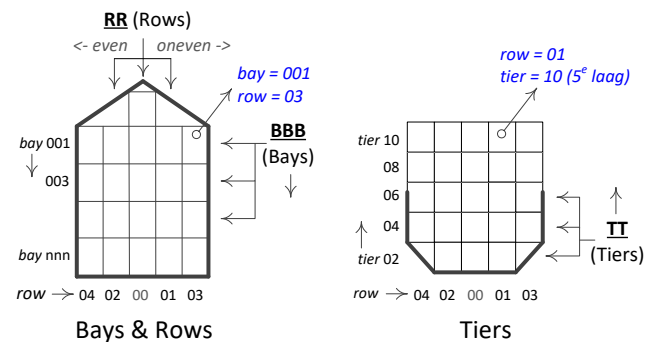 RR (Rows)
<- even oneven ->
bay = 001
row = 03
BBB
(Bays)
bay 001
003
bay nnn
row 04 02 00 01 03
Bays & Rows
row = 01
tier = 10 (5e laag)
tier 10
08
06
04
tier 02
TT
(Tiers)
row 04 02 00 01 03
Tiers